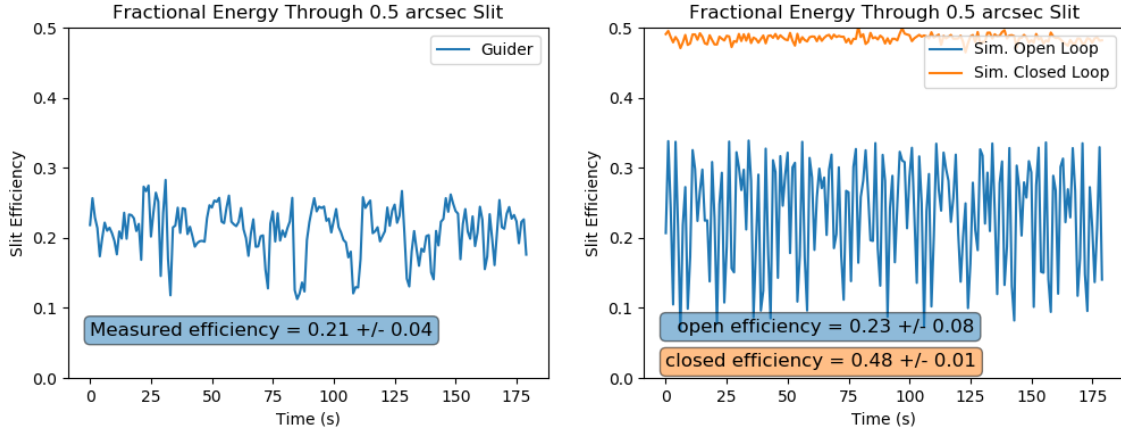 Fractional Energy Through 0.5 arcsec Slit
0.5
0.4
0.3
0.2
0.1
0.0
Slit Efficiency
Guider
Measured efficiency = 0.21 +/- 0.04
0 25 50 75 100 125 150 175
Time (s)
Fractional Energy Through 0.5 arcsec Slit
0.5
0.4
0.3
0.2
0.1
0.0
Slit Efficiency
Sim. Open Loop
Sim. Closed Loop
open efficiency = 0.23 +/- 0.08
closed efficiency = 0.48 +/- 0.01
0 25 50 75 100 125 150 175
Time (s)